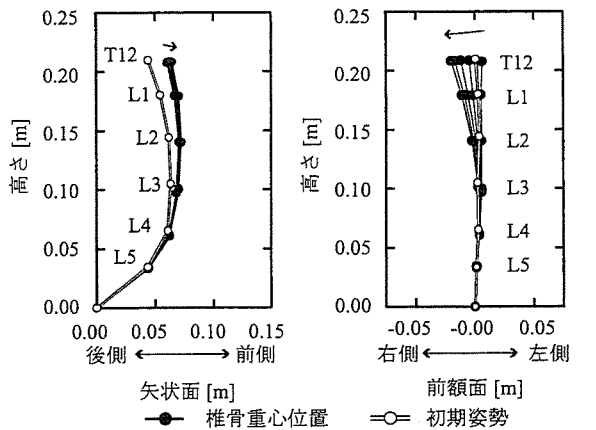 0.25
0.20
0.15
0.10
0.05
0.00
高さ [m]
T12
L1
L2
L3
L4
L5
0.00 0.05 0.10 0.15
後側 前側
矢状面 [m]
0.25
0.20
0.15
0.10
0.05
0.00
高さ [m]
T12
L1
L2
L3
L4
L5
-0.05 -0.00 0.05
右側 左側
前額面 [m]
椎骨重心位置 初期姿勢